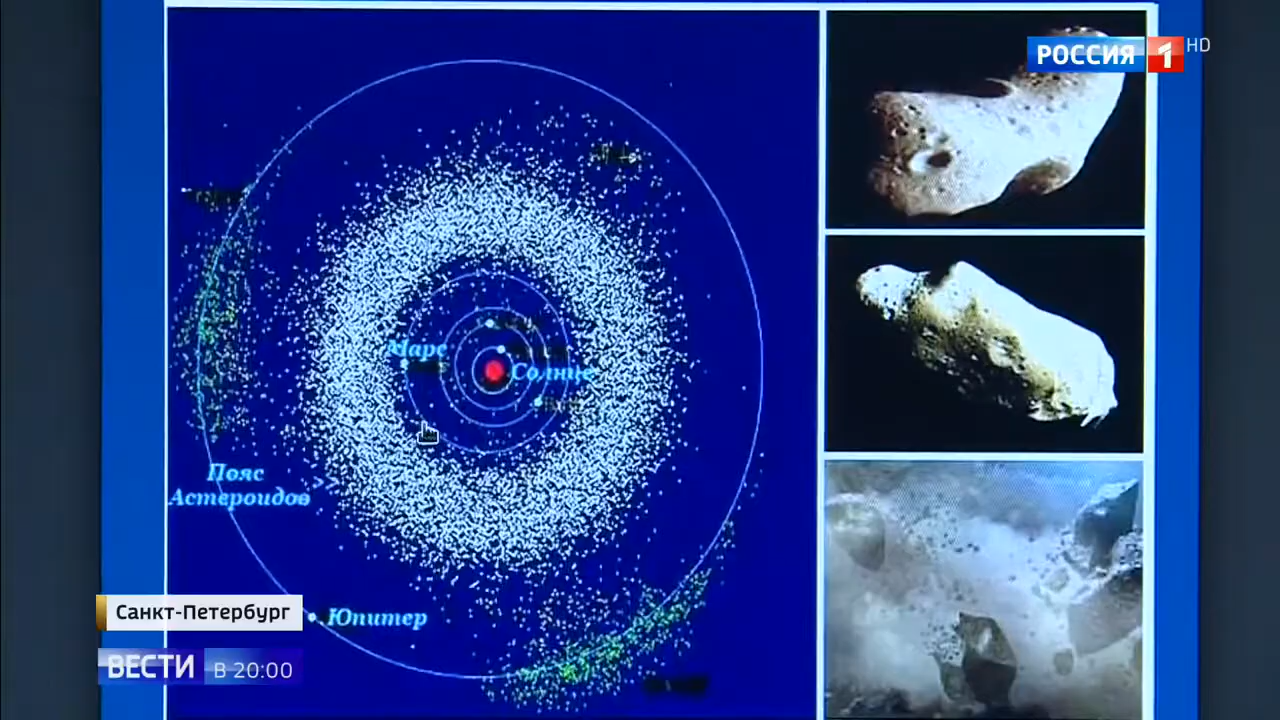 РОССИЯ 1 HD
Марс
Солнце
Пояс
Астероидов >>
Юпитер
Санкт-Петербург
ВЕСТИ В 20:00